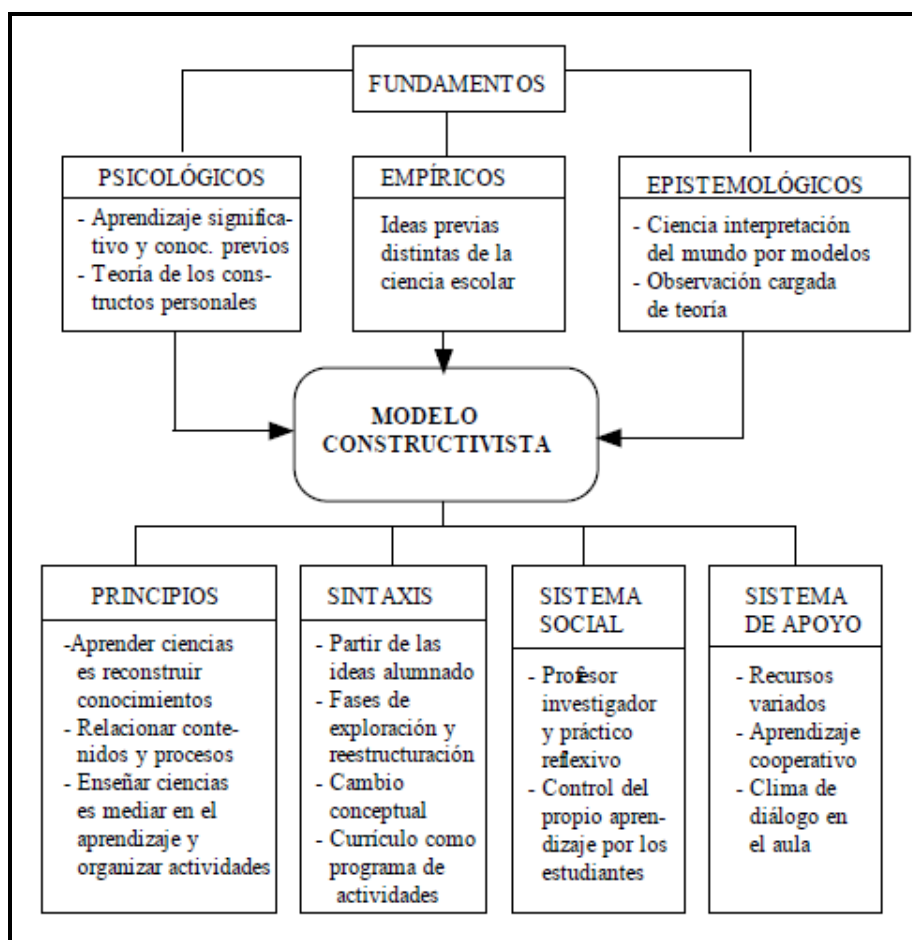 FUNDAMENTOS
PSICOLÓGICOS
- Aprendizaje significa-
tivo y conoc. previos
- Teoría de los cons-
tructos personales
EMPÍRICOS
Ideas previas
distintas de la
ciencia escolar
EPISTEMOLÓGICOS
- Ciencia interpretación
del mundo por modelos
- Observación cargada
de teoría
MODELO
CONSTRUCTIVISTA
PRINCIPIOS
-Aprender ciencias
es reconstruir
conocimientos
- Relacionar conte-
nidos y procesos
- Enseñar ciencias
es mediar en el
aprendizaje y
organizar actividades
SINTAXIS
- Partir de las
ideas alumnado
- Fases de
exploración y
reestructuración
- Cambio
conceptual
- Currículo como
programa de
actividades
SISTEMA
SOCIAL
- Profesor
investigador
y práctico
reflexivo
- Control del
propio apren-
dizaje por los
estudiantes
SISTEMA
DE APOYO
- Recursos
variados
- Aprendizaje
cooperativo
- Clima de
diálogo en
el aula